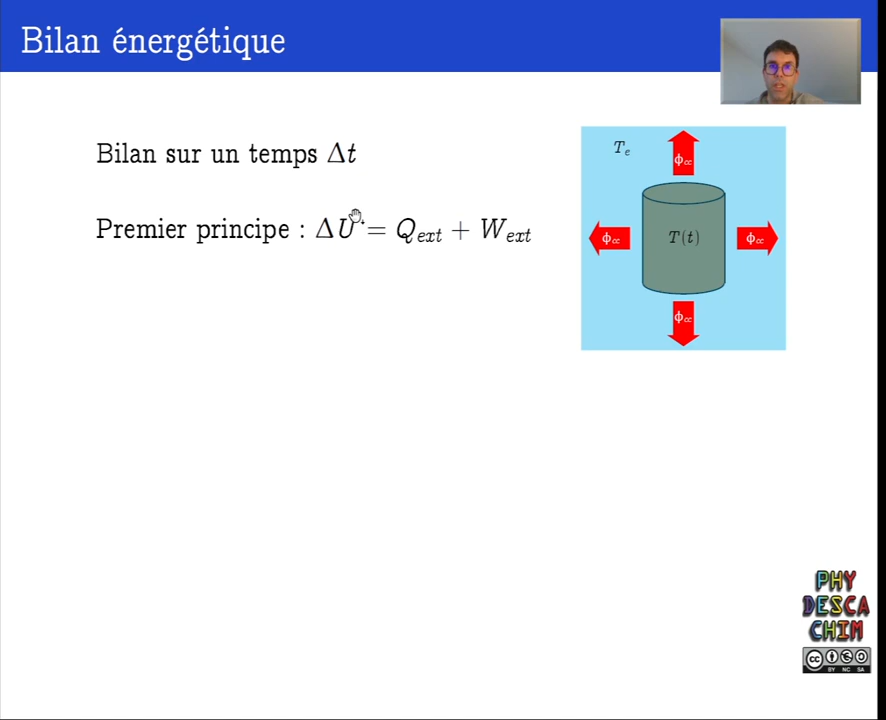 Bilan énergétique
Bilan sur un temps Δt
Premier principe : ΔU = Q_ext + W_ext
T_e
ϕ_cc
ϕ_cc
T(t)
ϕ_cc
ϕ_cc
PHY
DESCA
CHIM
cc
BY NC SA